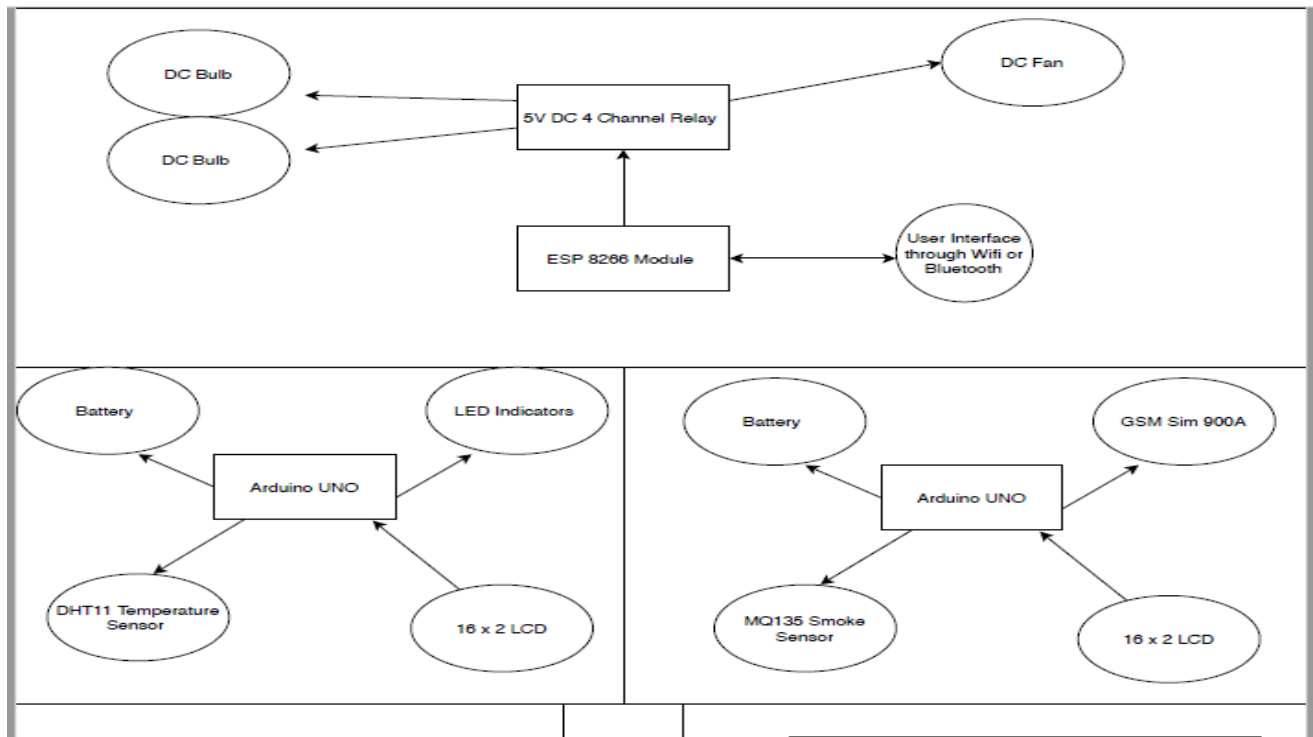 DC Bulb
DC Fan
5V DC 4 Channel Relay
DC Bulb
User Interface
through Wifi or
Bluetooth
ESP 8266 Module
Battery
LED Indicators
Arduino UNO
DHT11 Temperature
Sensor
16 x 2 LCD
Battery
GSM Sim 900A
Arduino UNO
MQ135 Smoke
Sensor
16 x 2 LCD